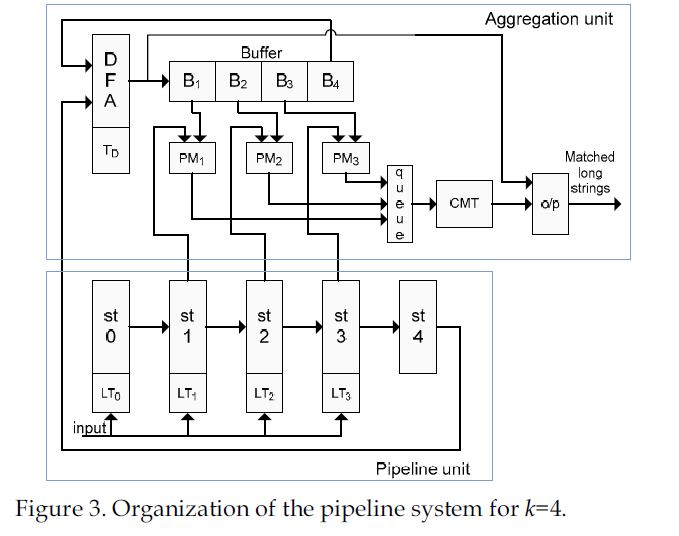 Aggregation unit
D
F
A
T_D
Buffer
B₁ B₂ B₃ B₄
PM₁ PM₂ PM₃
q
u
e
u
e
CMT
o/p
Matched
long
strings
st
0
st
1
st
2
st
3
st
4
LT₀ LT₁ LT₂ LT₃
input
Pipeline unit
Figure 3. Organization of the pipeline system for k=4.